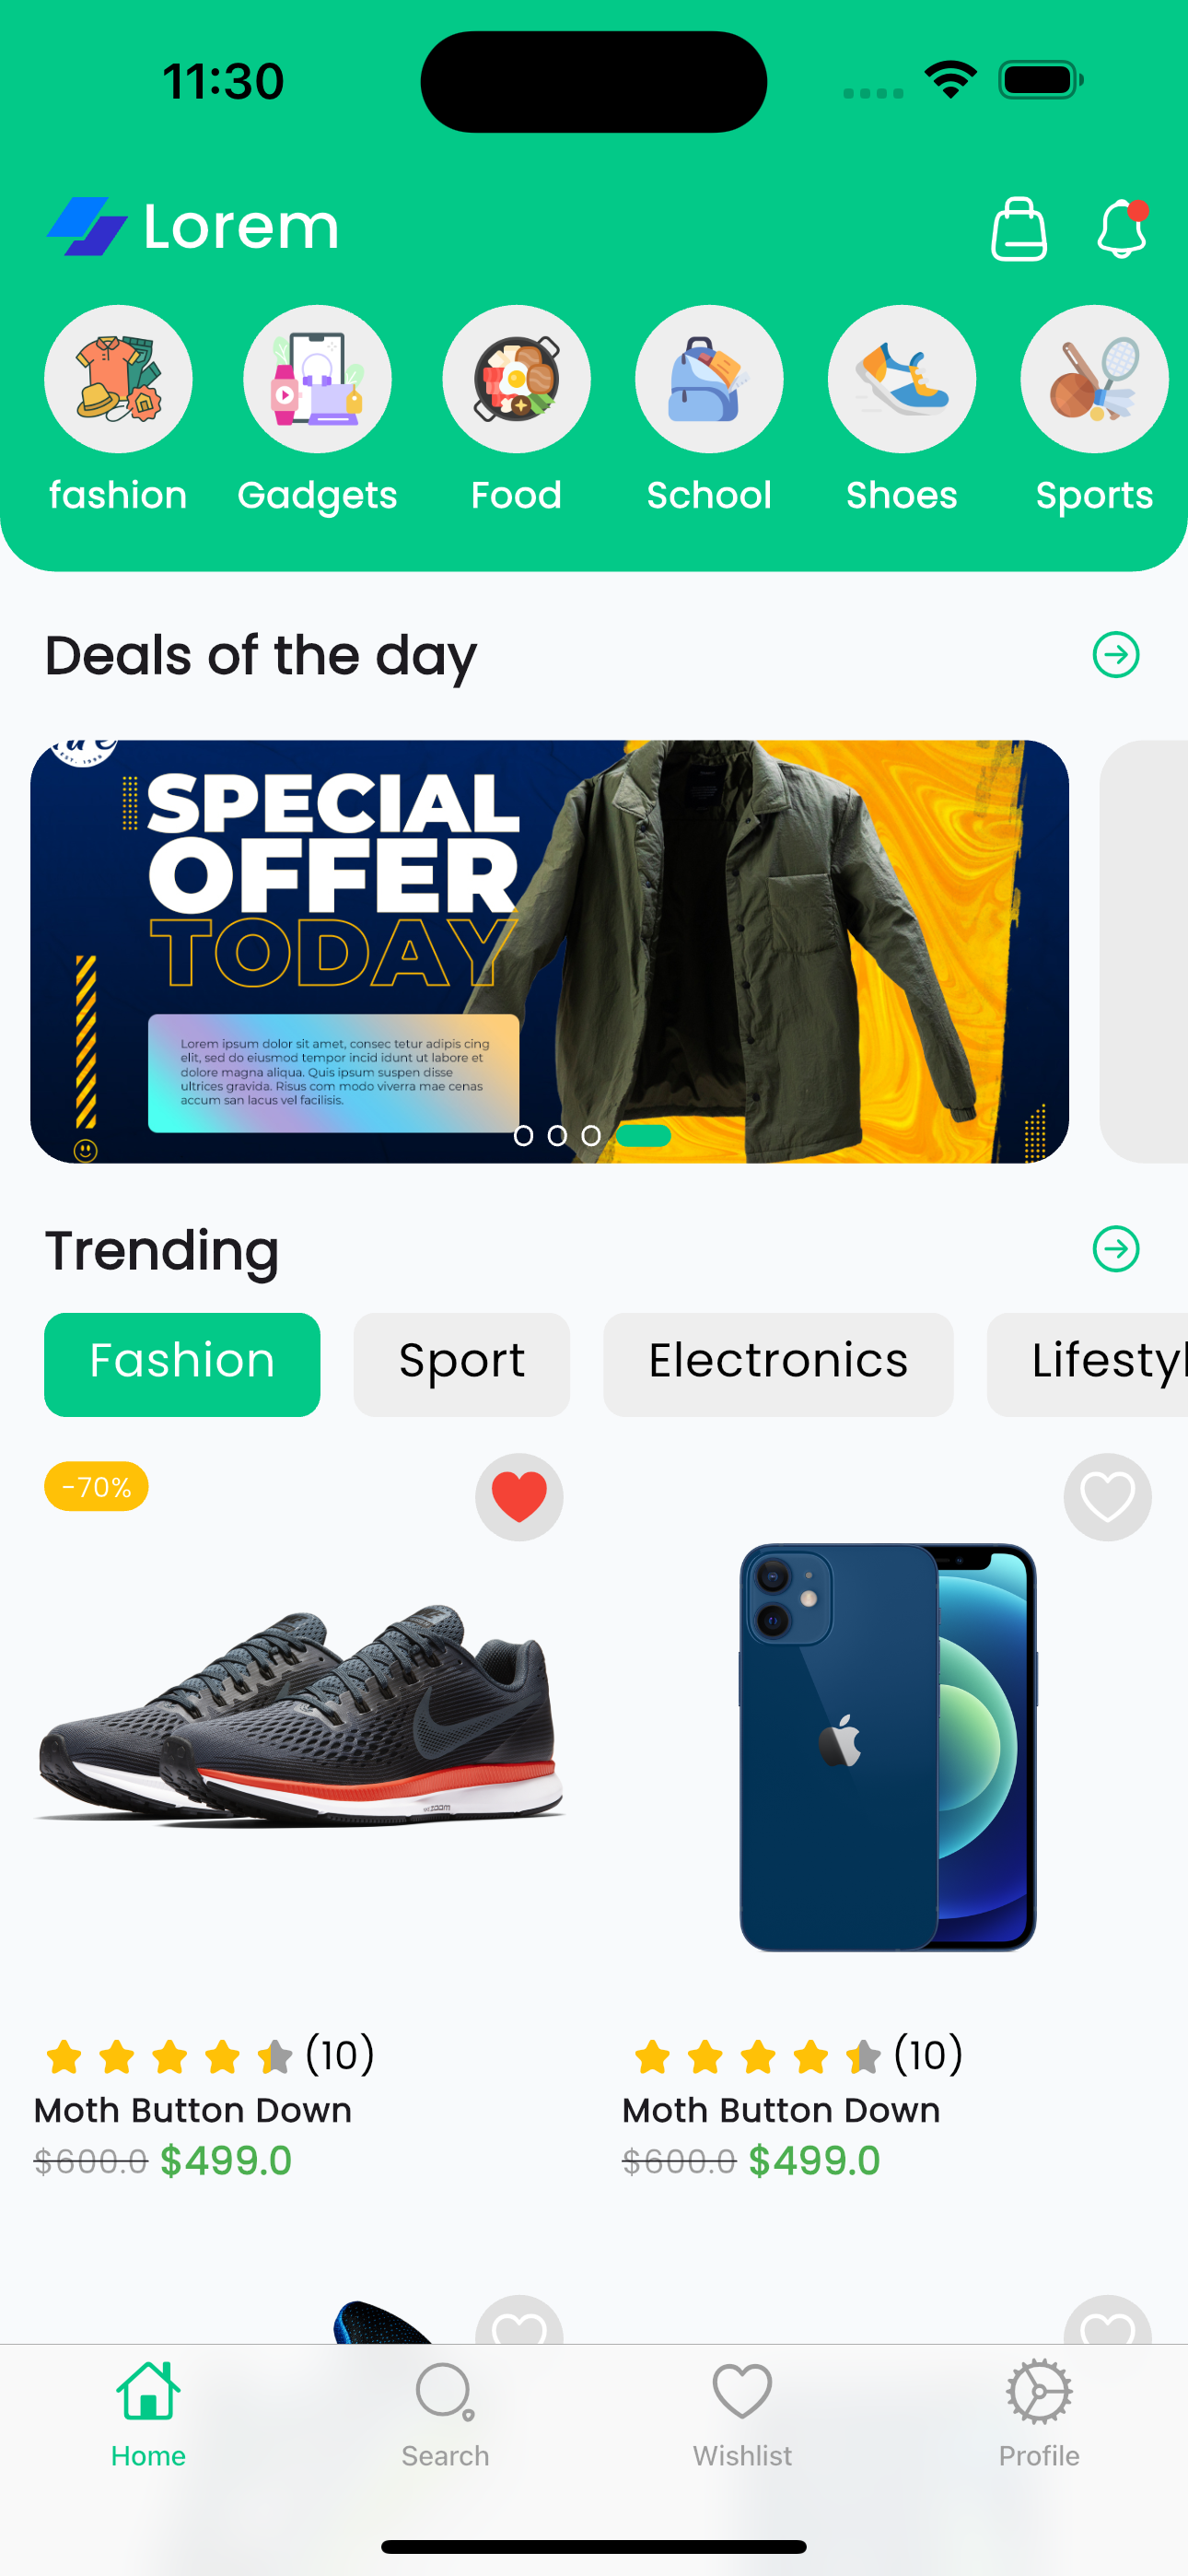 11:30
Lorem
fashion Gadgets Food School Shoes Sports
Deals of the day
EST. 1998
SPECIAL
OFFER
TODAY
Lorem ipsum dolor sit amet, consec tetur adipis cing
elit, sed do eiusmod tempor incid idunt ut labore et
dolore magna aliqua. Quis ipsum suspen disse
ultrices gravida. Risus com modo viverra mae cenas
accum san lacus vel facilisis.
Trending
Fashion Sport Electronics Lifestyl
-70%
(10) (10)
Moth Button Down Moth Button Down
$600.0 $499.0 $600.0 $499.0
Home Search Wishlist Profile